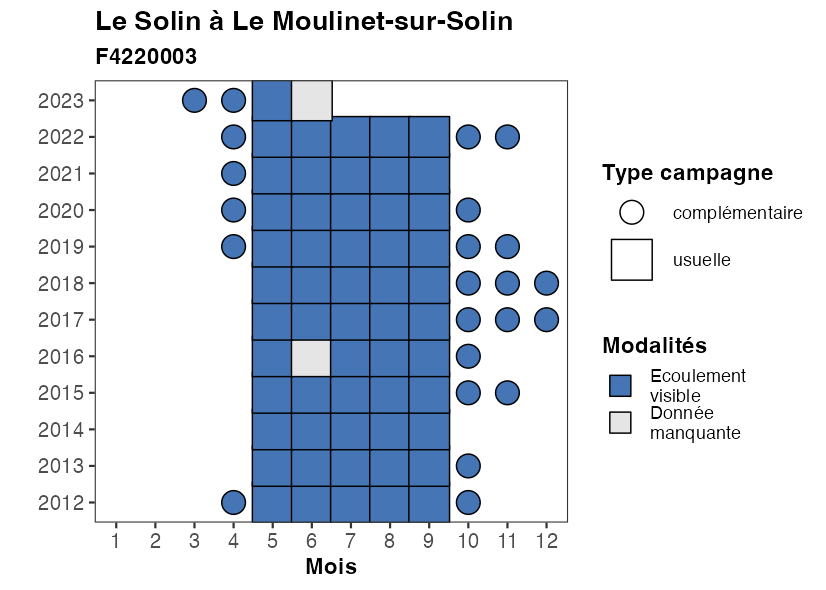 Le Solin à Le Moulinet-sur-Solin
F4220003
2023
2022
2021
2020
2019
2018
2017
2016
2015
2014
2013
2012
1 2 3 4 5 6 7 8 9 10 11 12
Mois
Type campagne
complémentaire
usuelle
Modalités
Ecoulement
visible
Donnée
manquante